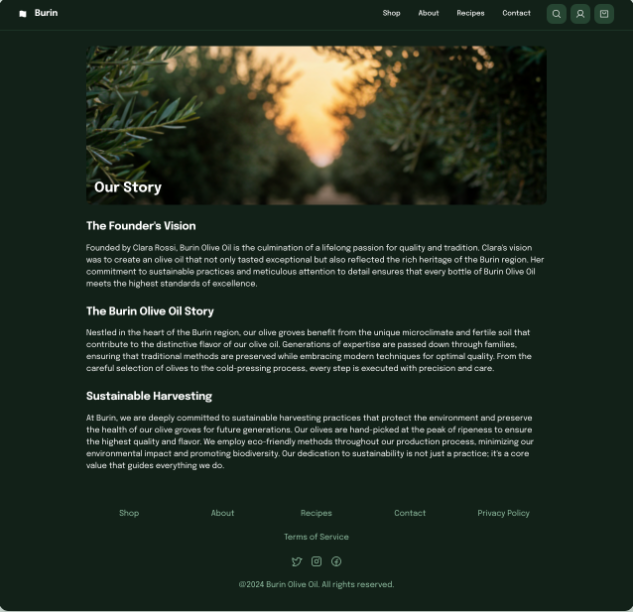 Burin
Shop About Recipes Contact
Our Story
The Founder's Vision
Founded by Clara Rossi, Burin Olive Oil is the culmination of a lifelong passion for quality and tradition. Clara's vision
was to create an olive oil that not only tasted exceptional but also reflected the rich heritage of the Burin region. Her
commitment to sustainable practices and meticulous attention to detail ensures that every bottle of Burin Olive Oil
meets the highest standards of excellence.
The Burin Olive Oil Story
Nestled in the heart of the Burin region, our olive groves benefit from the unique microclimate and fertile soil that
contribute to the distinctive flavor of our olive oil. Generations of expertise are passed down through families,
ensuring that traditional methods are preserved while embracing modern techniques for optimal quality. From the
careful selection of olives to the cold-pressing process, every step is executed with precision and care.
Sustainable Harvesting
At Burin, we are deeply committed to sustainable harvesting practices that protect the environment and preserve
the health of our olive groves for future generations. Our olives are hand-picked at the peak of ripeness to ensure
the highest quality and flavor. We employ eco-friendly methods throughout our production process, minimizing our
environmental impact and promoting biodiversity. Our dedication to sustainability is not just a practice; it's a core
value that guides everything we do.
Shop About Recipes Contact Privacy Policy
Terms of Service
©2024 Burin Olive Oil. All rights reserved.